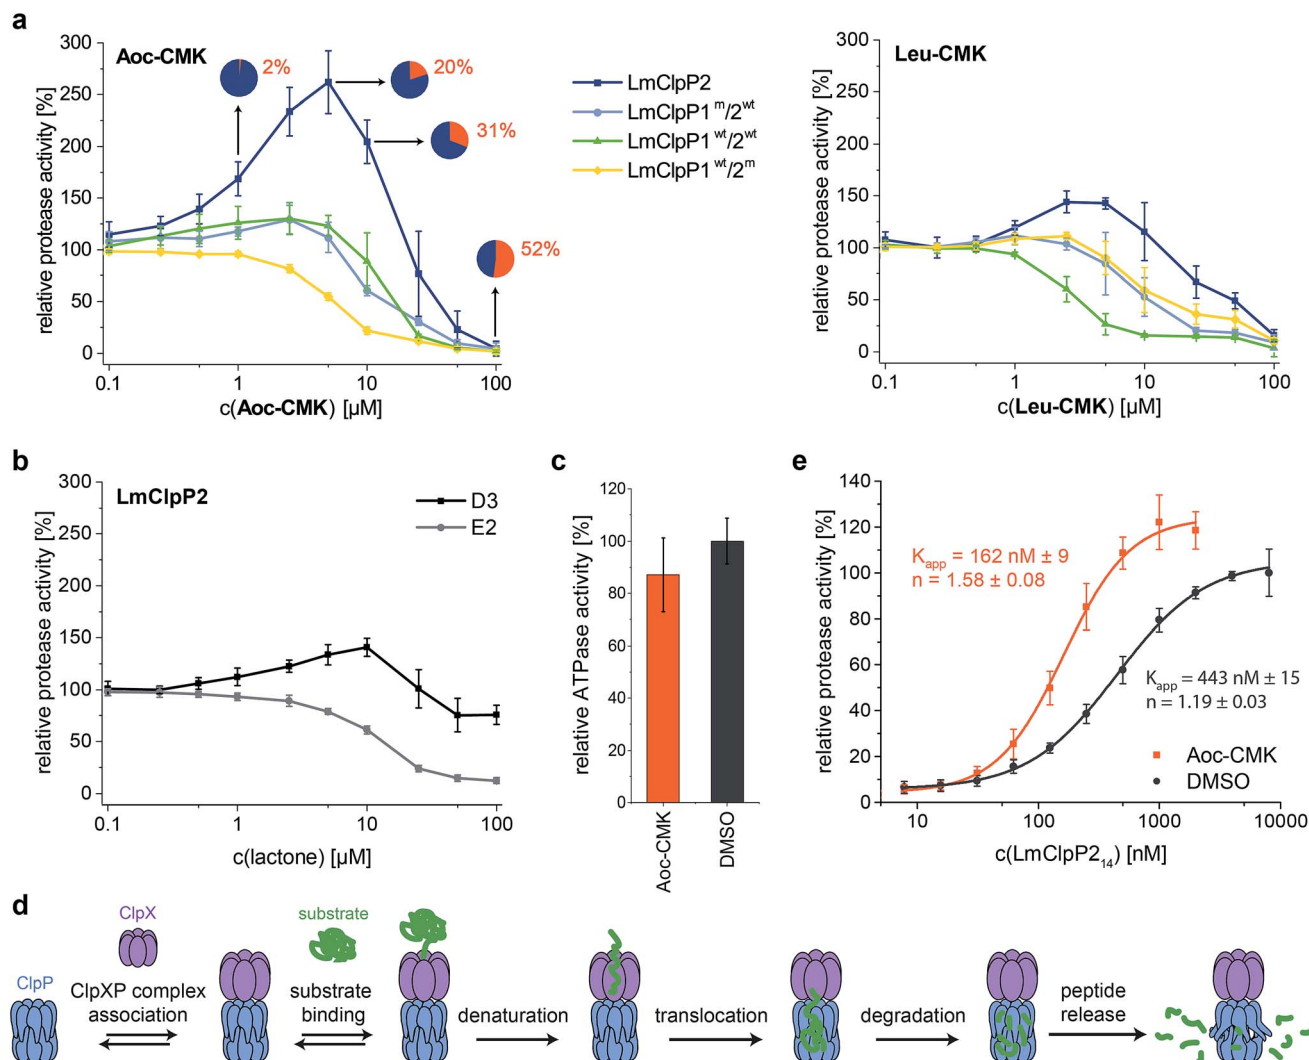 a
Aoc-CMK
relative protease activity [%]
300
250
200
150
100
50
0
0.1
1
10
100
c(Aoc-CMK) [µM]
2%
20%
31%
52%
LmClpP2
LmClpP1 m/2wt
LmClpP1 wt/2wt
LmClpP1 wt/2m
Leu-CMK
relative protease activity [%]
300
250
200
150
100
50
0
0.1
1
10
100
c(Leu-CMK) [µM]
b
LmClpP2
relative protease activity [%]
300
250
200
150
100
50
0
0.1
1
10
100
c(lactone) [µM]
D3
E2
c
relative ATPase activity [%]
120
100
80
60
40
20
0
Aoc-CMK
DMSO
e
relative protease activity [%]
140
120
100
80
60
40
20
0
10
100
1000
10000
c(LmClpP214) [nM]
Kapp = 162 nM ± 9
n = 1.58 ± 0.08
Kapp = 443 nM ± 15
n = 1.19 ± 0.03
Aoc-CMK
DMSO
d
ClpX
substrate
ClpP
ClpXP complex
association
substrate
binding
denaturation
translocation
degradation
peptide
release